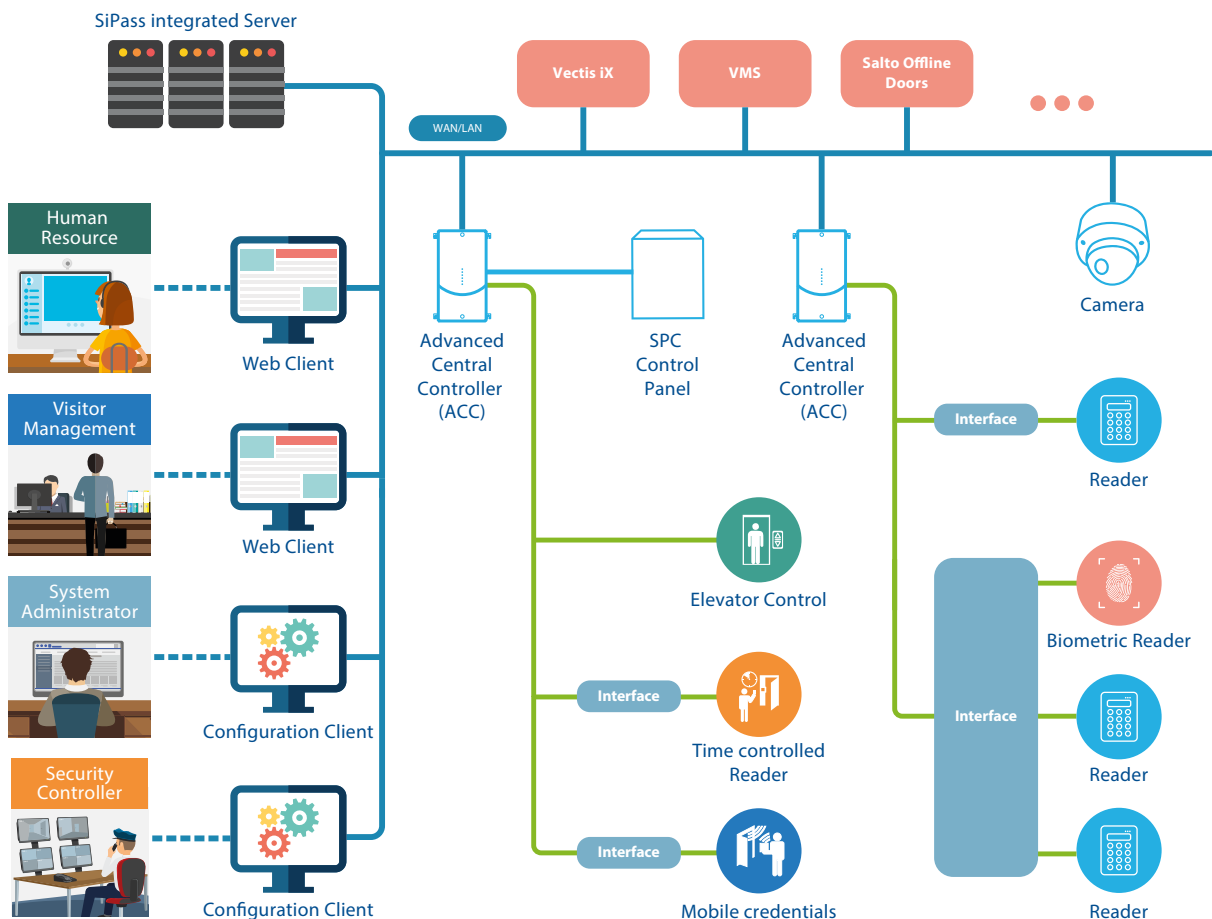 SiPass integrated Server
Vectis iX
VMS
Salto Offline
Doors
WAN/LAN
Human
Resource
Web Client
Advanced
Central
Controller
(ACC)
SPC
Control
Panel
Advanced
Central
Controller
(ACC)
Camera
Visitor
Management
Web Client
Interface
Reader
System
Administrator
Configuration Client
Elevator Control
Biometric Reader
Interface
Time controlled
Reader
Interface
Reader
Security
Controller
Configuration Client
Interface
Mobile credentials
Reader